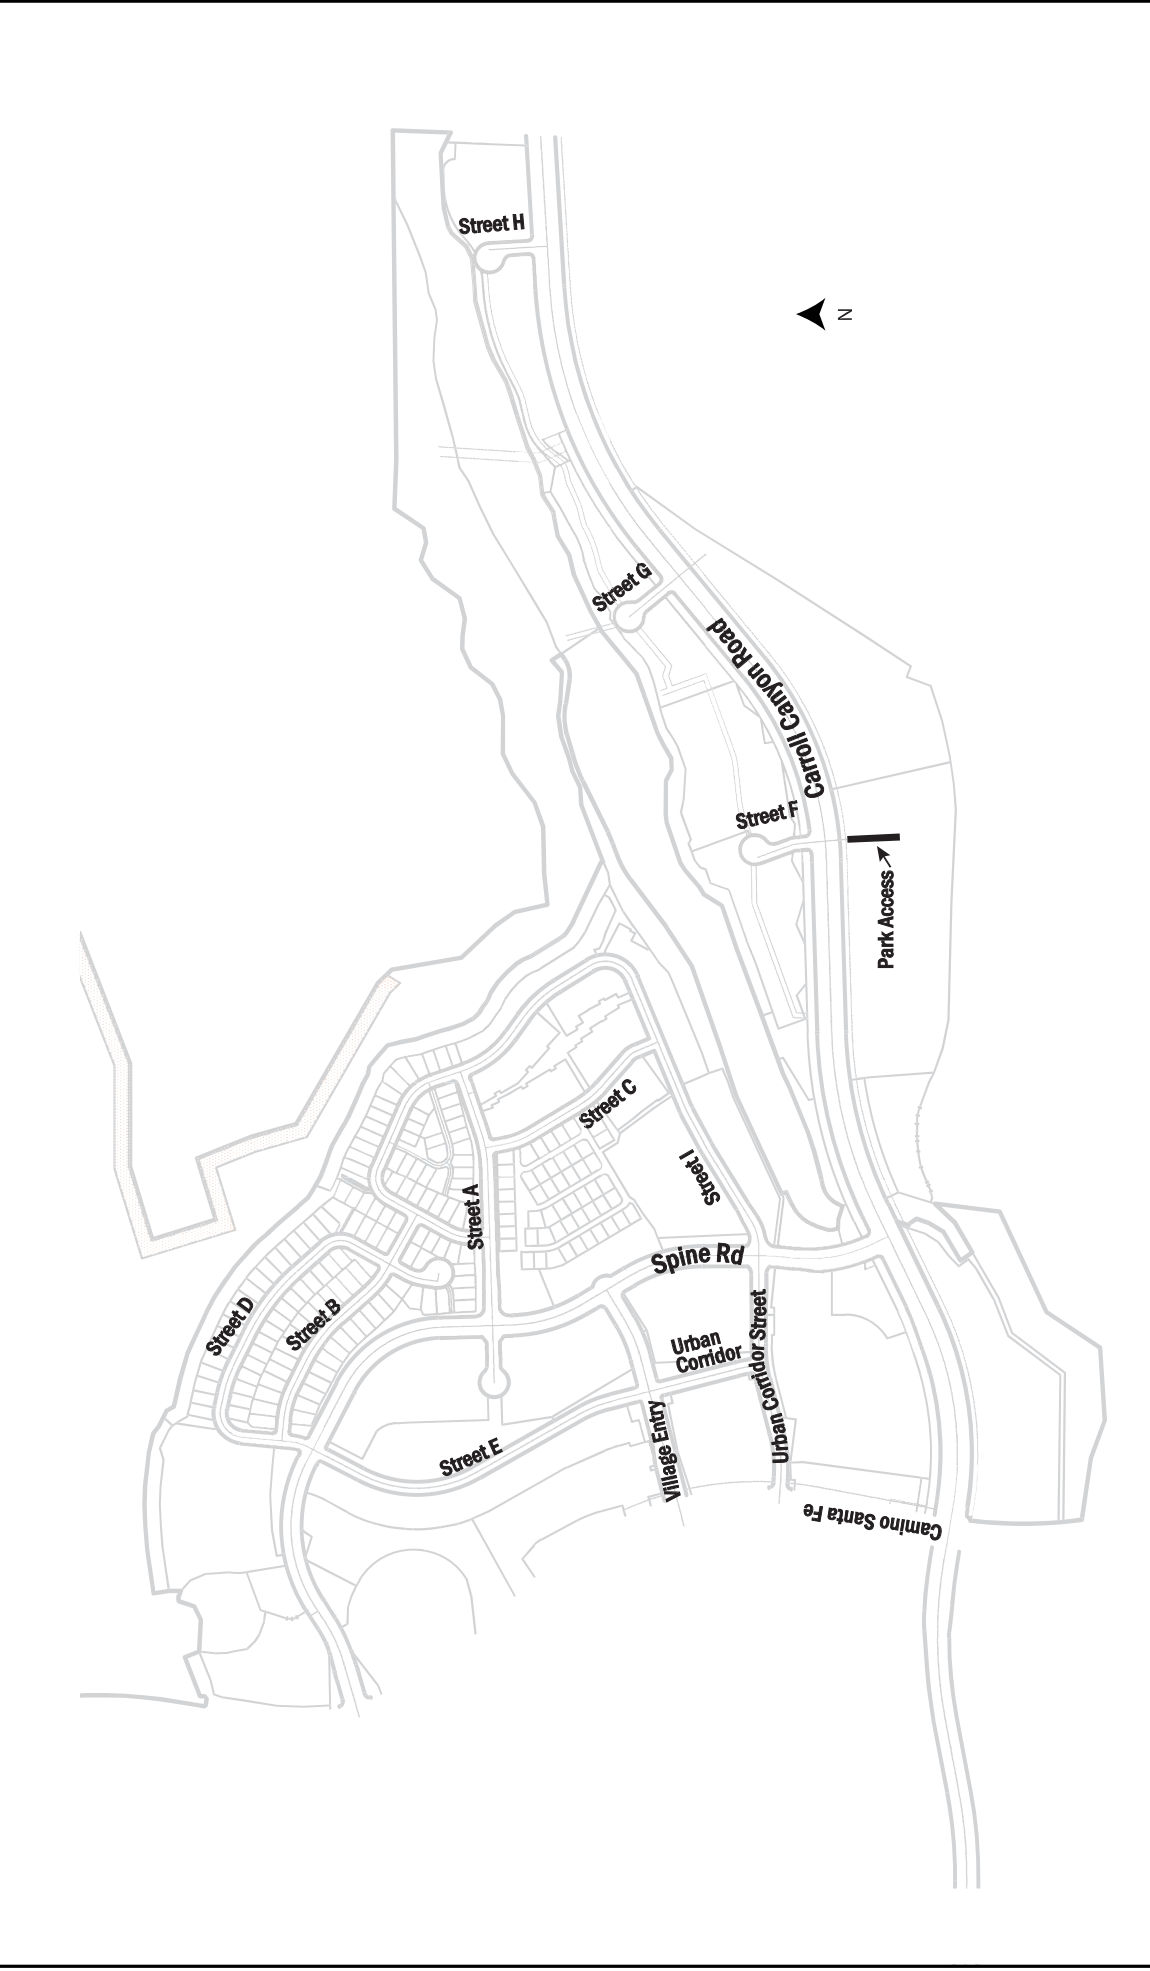 Street H
N
Street G
Carroll Canyon Road
Street F
Park Access
Street C
Street I
Street A
Spine Rd
Street D
Street B
Urban
Corridor
Urban Corridor Street
Street E
Village Entry
Camino Santa Fe